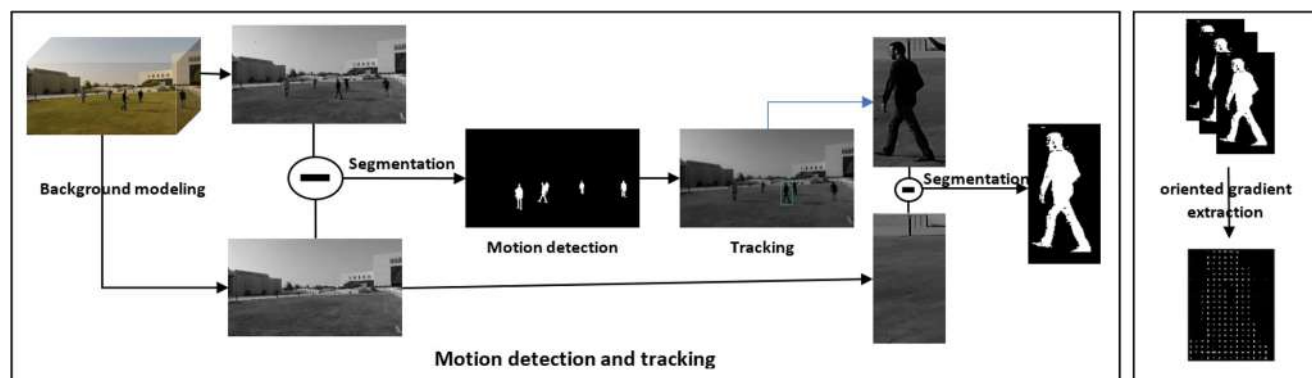 Background modeling
Segmentation
Motion detection
Tracking
Segmentation
Motion detection and tracking
oriented gradient
extraction